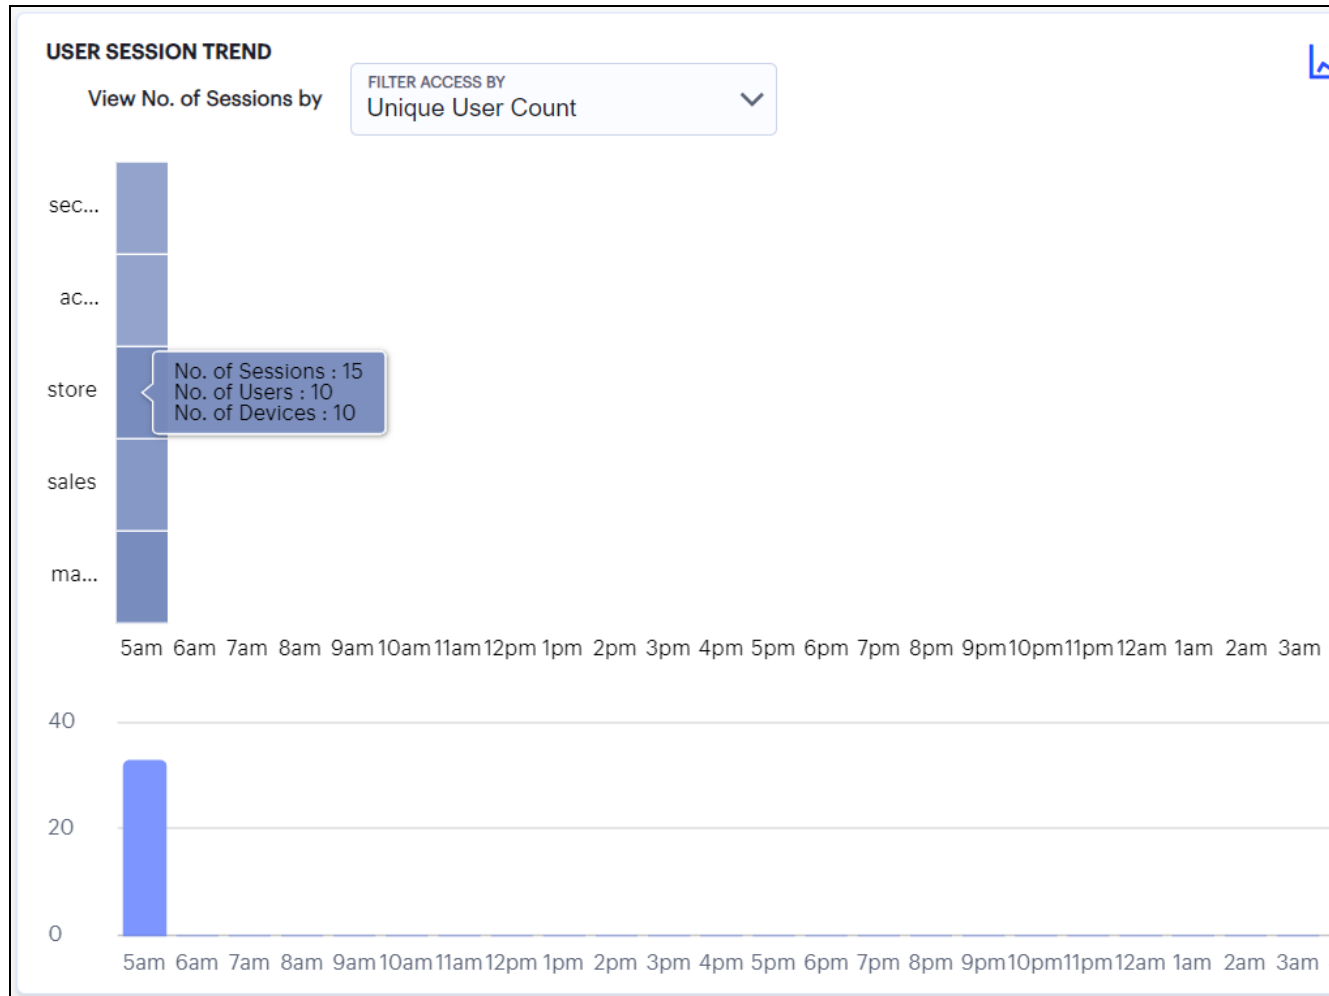 USER SESSION TREND
View No. of Sessions by
FILTER ACCESS BY
Unique User Count
sec...
ac...
store
No. of Sessions : 15
No. of Users : 10
No. of Devices : 10
sales
ma...
5am 6am 7am 8am 9am 10am 11am 12pm 1pm 2pm 3pm 4pm 5pm 6pm 7pm 8pm 9pm 10pm 11pm 12am 1am 2am 3am
40
20
0
5am 6am 7am 8am 9am 10am 11am 12pm 1pm 2pm 3pm 4pm 5pm 6pm 7pm 8pm 9pm 10pm 11pm 12am 1am 2am 3am